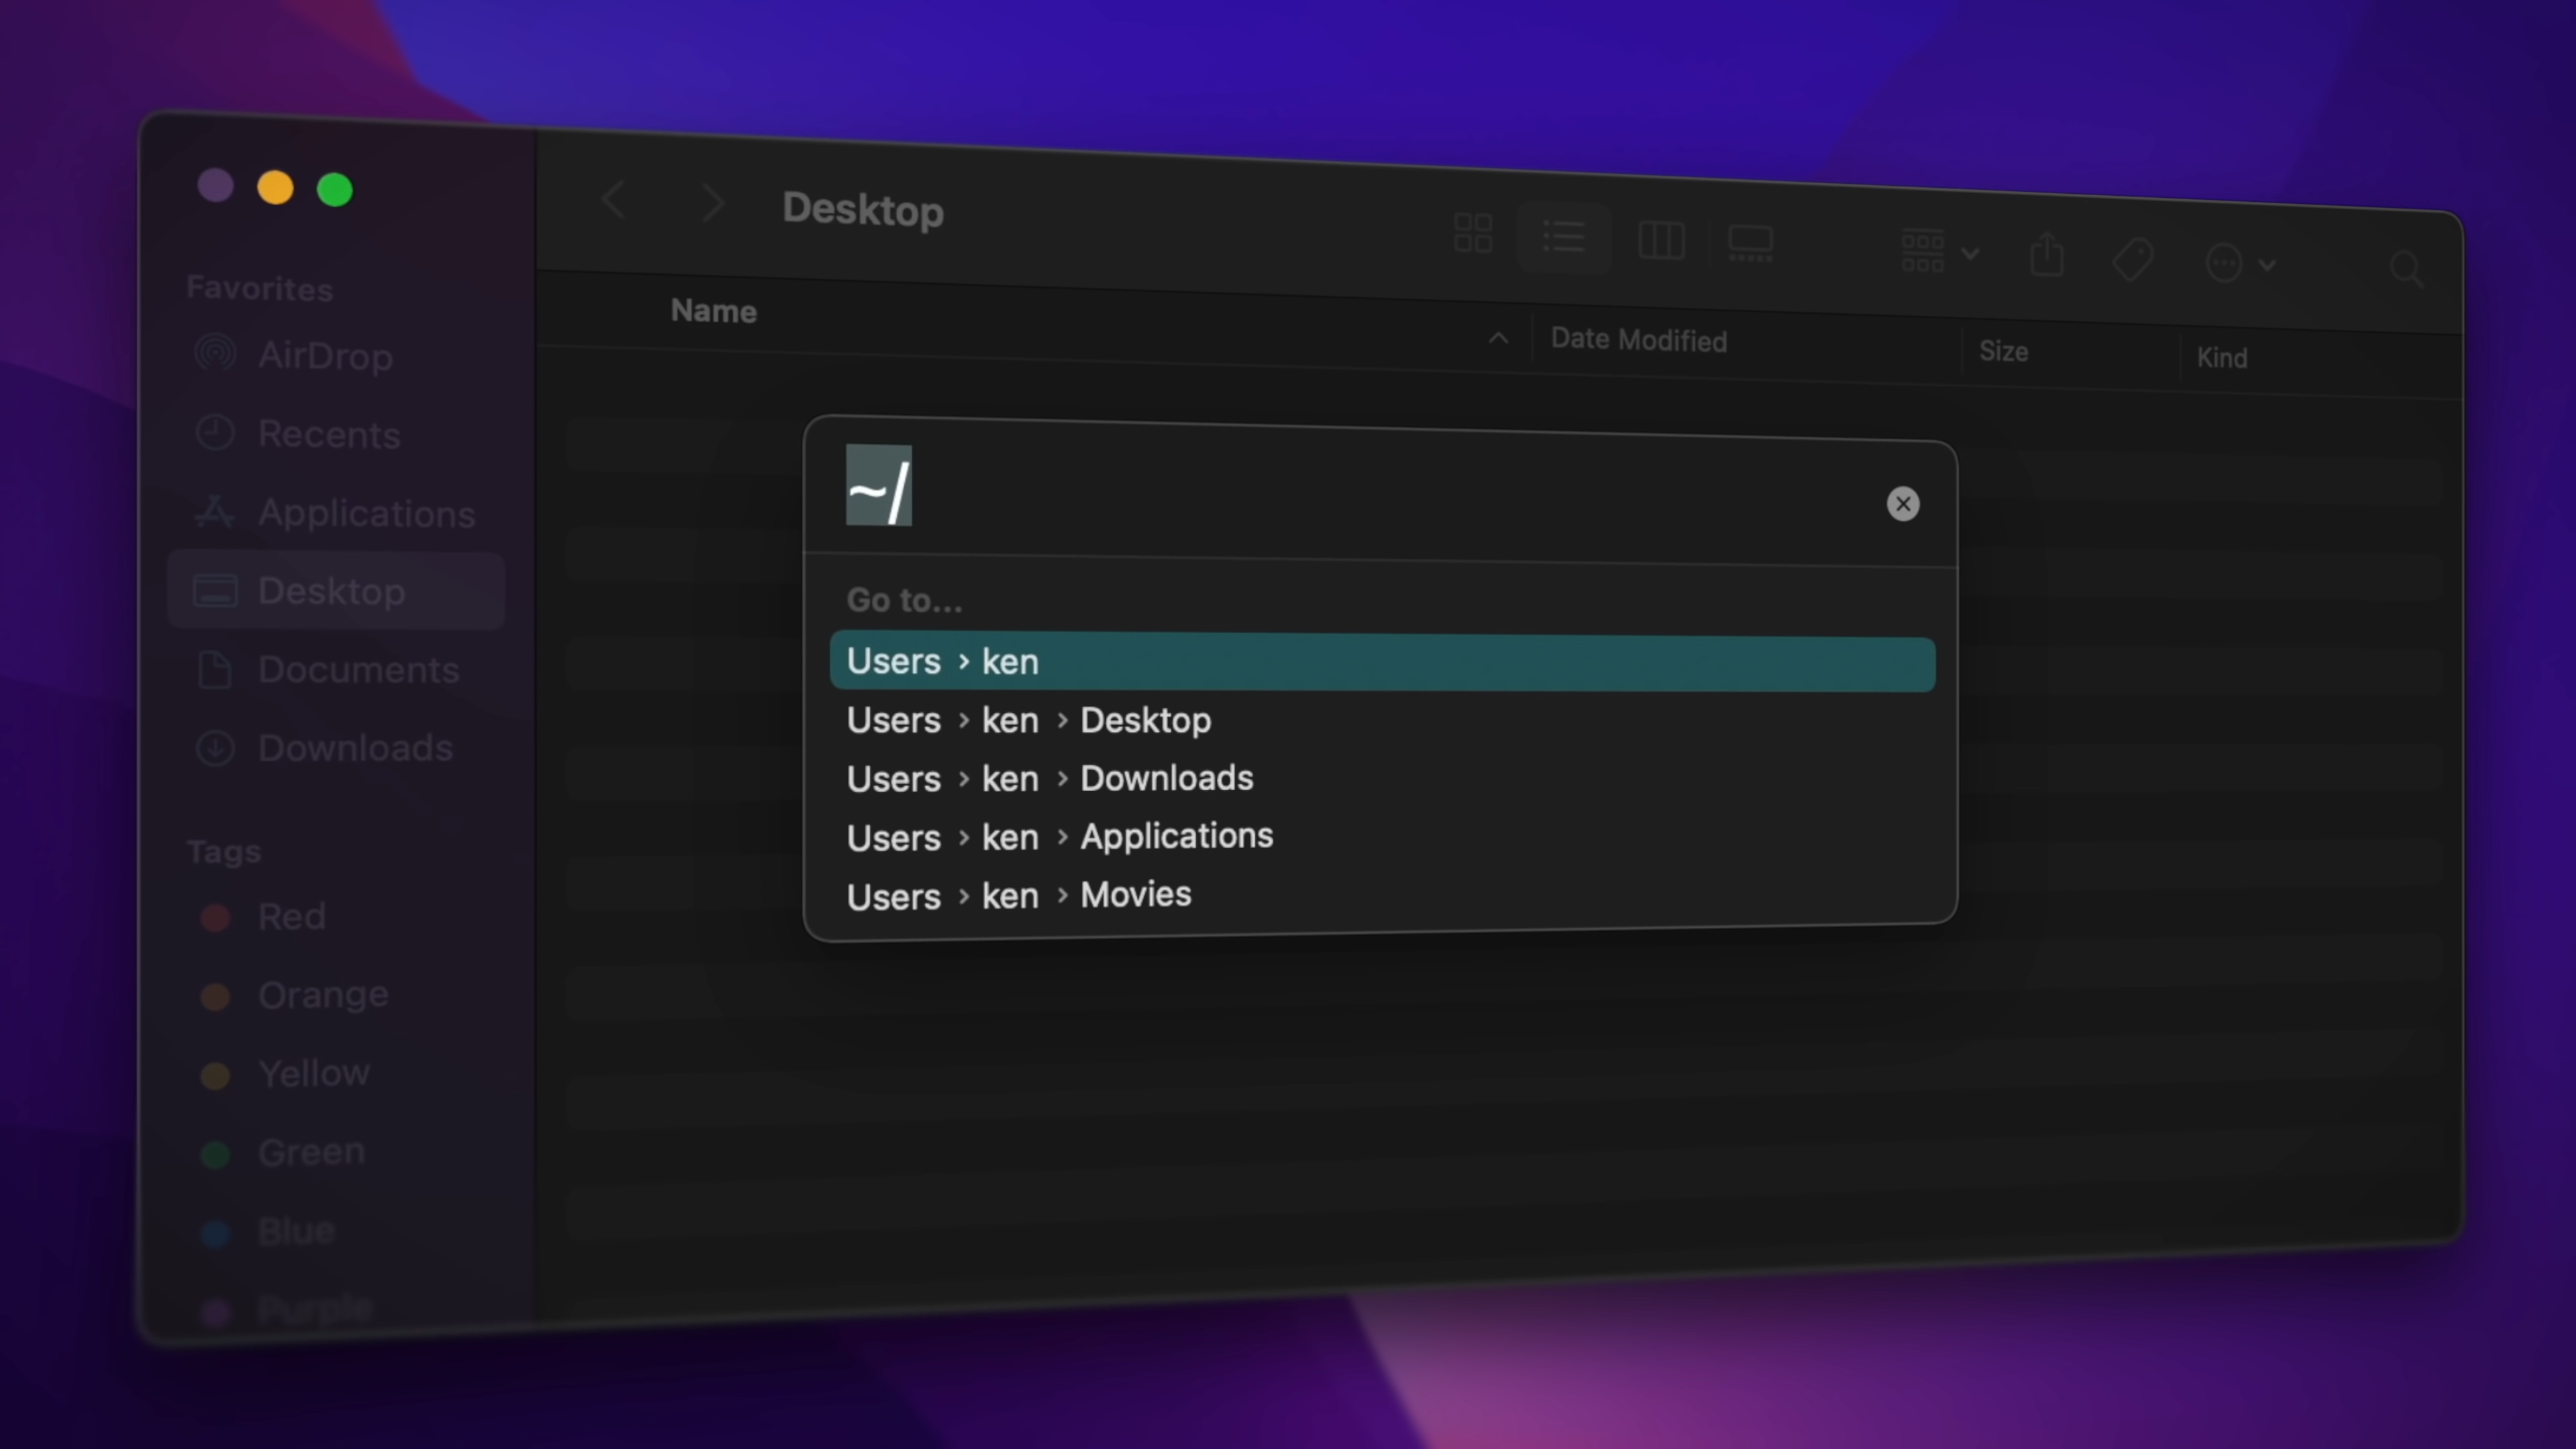 Desktop
Favorites
AirDrop
Recents
Applications
Desktop
Documents
Downloads
Tags
Red
Orange
Yellow
Green
Blue
Purple
Name
Date Modified
Size
Kind
~/
Go to...
Users › ken
Users › ken › Desktop
Users › ken › Downloads
Users › ken › Applications
Users › ken › Movies